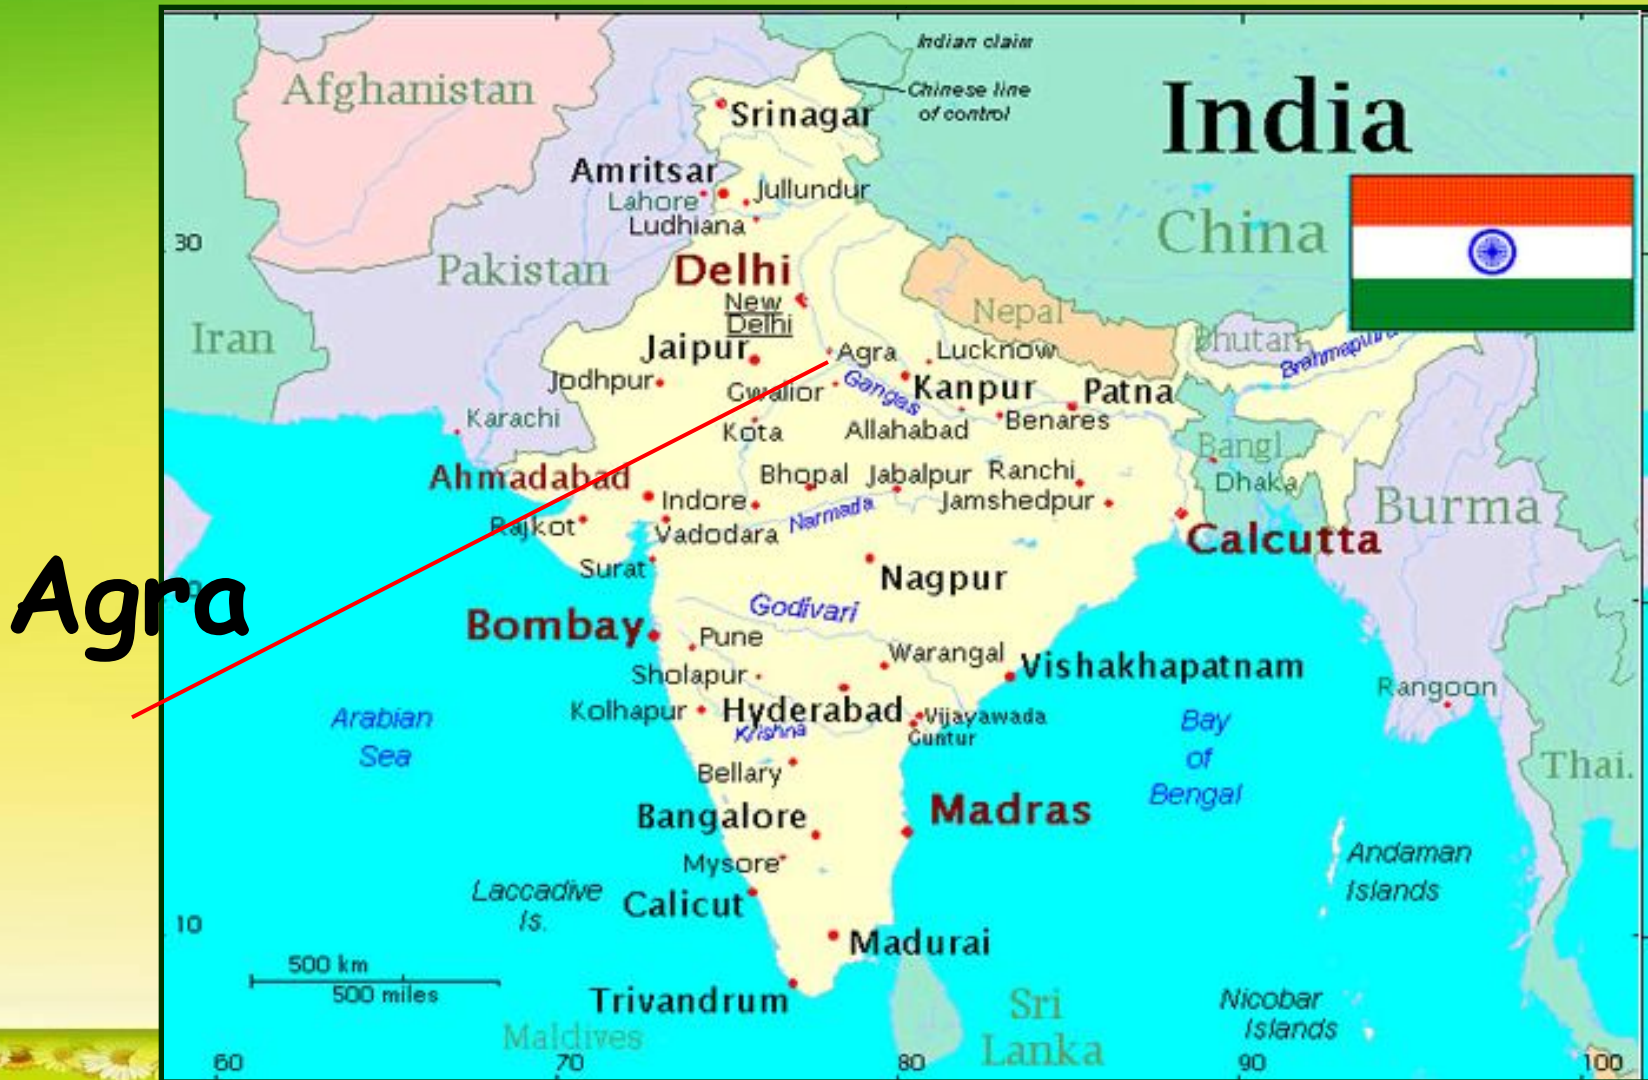 Indian claim
Chinese line
of control
India
Afghanistan
Srinagar
Amritsar
Lahore
Jullundur
Ludhiana
China
30
Pakistan
Delhi
New
Delhi
Nepal
Iran
Jaipur
Agra
Lucknow
Bhutan
Brahmaputra
Jodhpur
Gwalior
Ganges
Kanpur
Patna
Karachi
Kota
Allahabad
Benares
Bangl
Ahmadabad
Bhopal
Jabalpur
Ranchi
Dhaka
Indore
Jamshedpur
Burma
Rajkot
Vadodara
Narmada
Calcutta
Surat
Nagpur
Agra
Godivari
Bombay
Pune
Warangal
Vishakhapatnam
Sholapur
Rangoon
Kolhapur
Hyderabad
Vijayawada
Guntur
Krishna
Arabian
Sea
Bay
of
Bengal
Thai.
Bellary
Bangalore
Madras
Mysore
Andaman
Islands
Laccadive
Is.
Calicut
10
Madurai
500 km
500 miles
Trivandrum
Nicobar
Islands
Sri
Lanka
Maldives
60
70
80
90
100